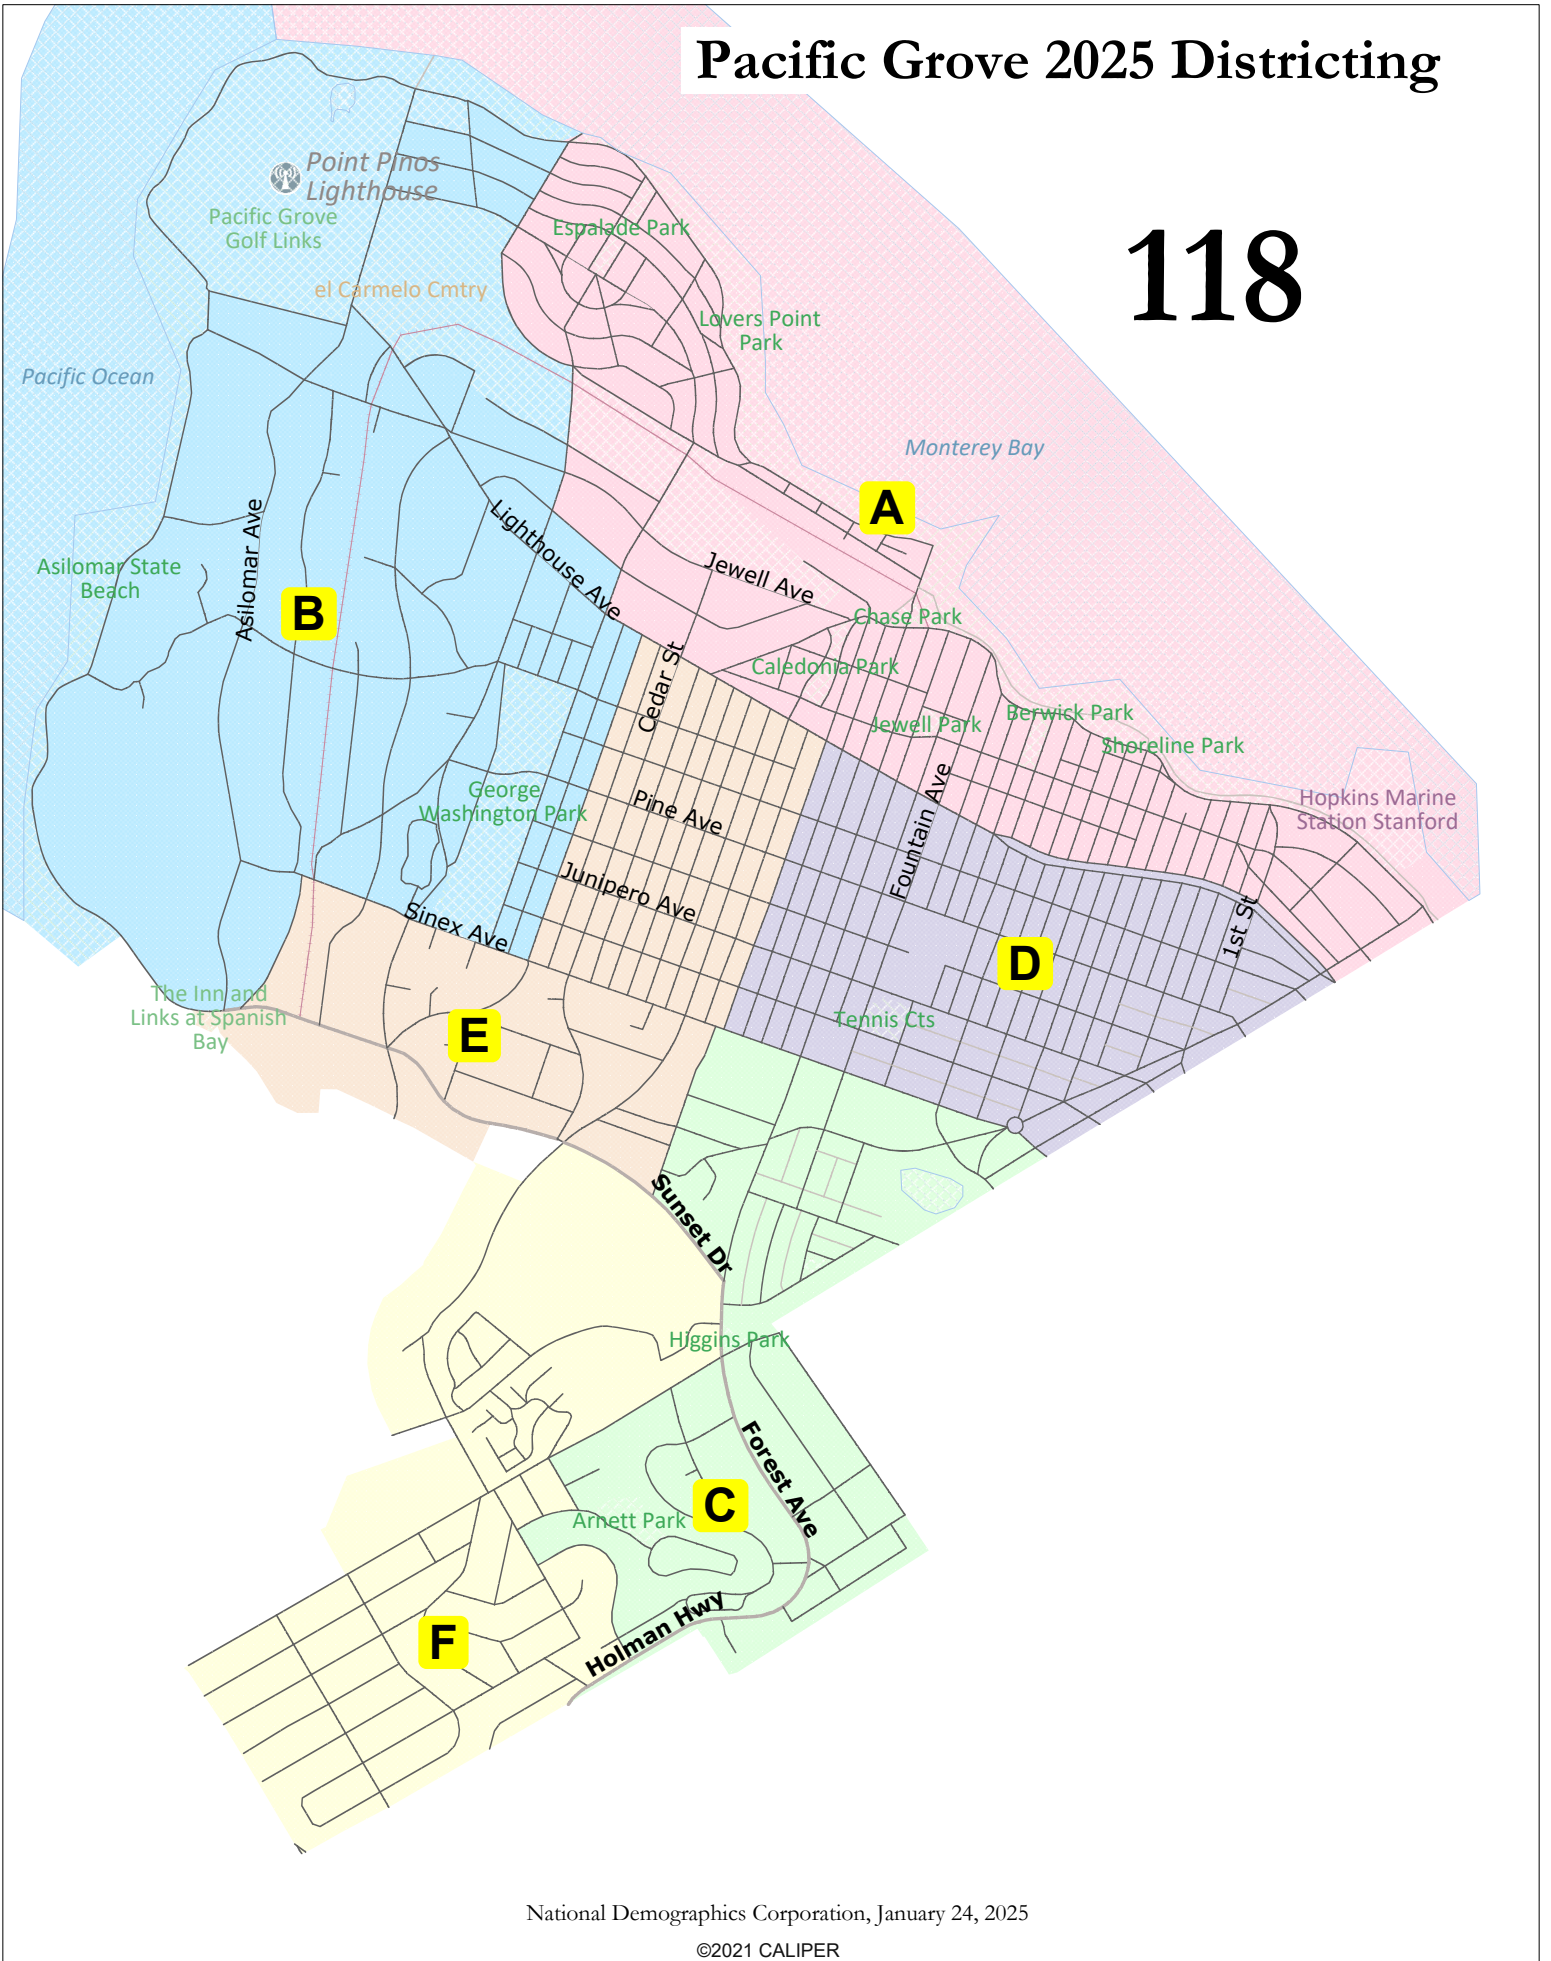 Pacific Grove 2025 Districting
118
Point Pinos
Lighthouse
Pacific Grove
Golf Links
Espalade Park
el Carmelo Cmtry
Lovers Point
Park
Pacific Ocean
Monterey Bay
A
Lighthouse Ave
Jewell Ave
Asilomar Ave
Asilomar State
Beach
B
Chase Park
Cedar St
Caledonia Park
Jewell Park
Berwick Park
Shoreline Park
George
Washington Park
Pine Ave
Fountain Ave
Hopkins Marine
Station Stanford
Junipero Ave
Sinex Ave
1st St
D
The Inn and
Links at Spanish
Bay
E
Tennis Cts
Sunset Dr
Higgins Park
Forest Ave
C
Arnett Park
F
Holman Hwy
National Demographics Corporation, January 24, 2025
©2021 CALIPER